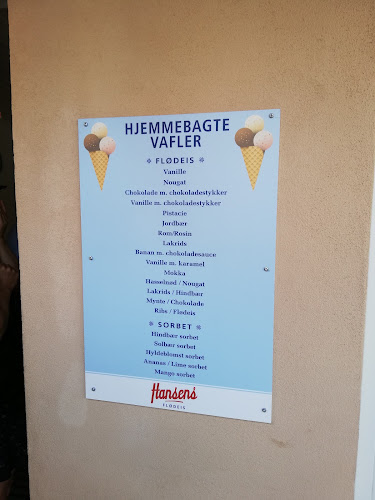 HJEMMEBAGTE
VAFLER
❊ FLØDEIS ❊
Vanille
Nougat
Chokolade m. chokoladestykker
Vanille m. chokoladestykker
Pistacie
Jordbær
Rom/Rosin
Lakrids
Banan m. chokoladesauce
Vanille m. karamel
Mokka
Hasselnød / Nougat
Lakrids / Hindbær
Mynte / Chokolade
Ribs / Flødeis
❊ SORBET ❊
Hindbær sorbet
Solbær sorbet
Hyldeblomst sorbet
Ananas / Lime sorbet
Mango sorbet
Hansens
FLØDEIS